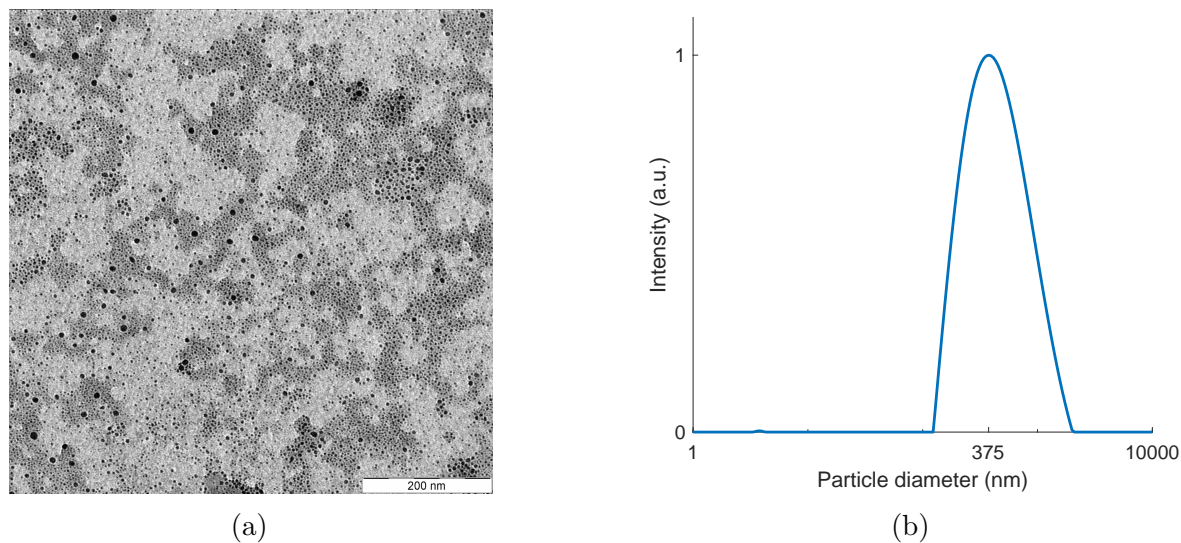 200 nm
(a)
Intensity (a.u.)
1
0
1
375
10000
Particle diameter (nm)
(b)